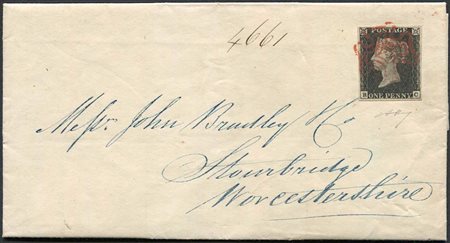 4661
POSTAGE
B C
ONE PENNY
Messrs John Bradley & Co
Stourbridge
Worcestershire